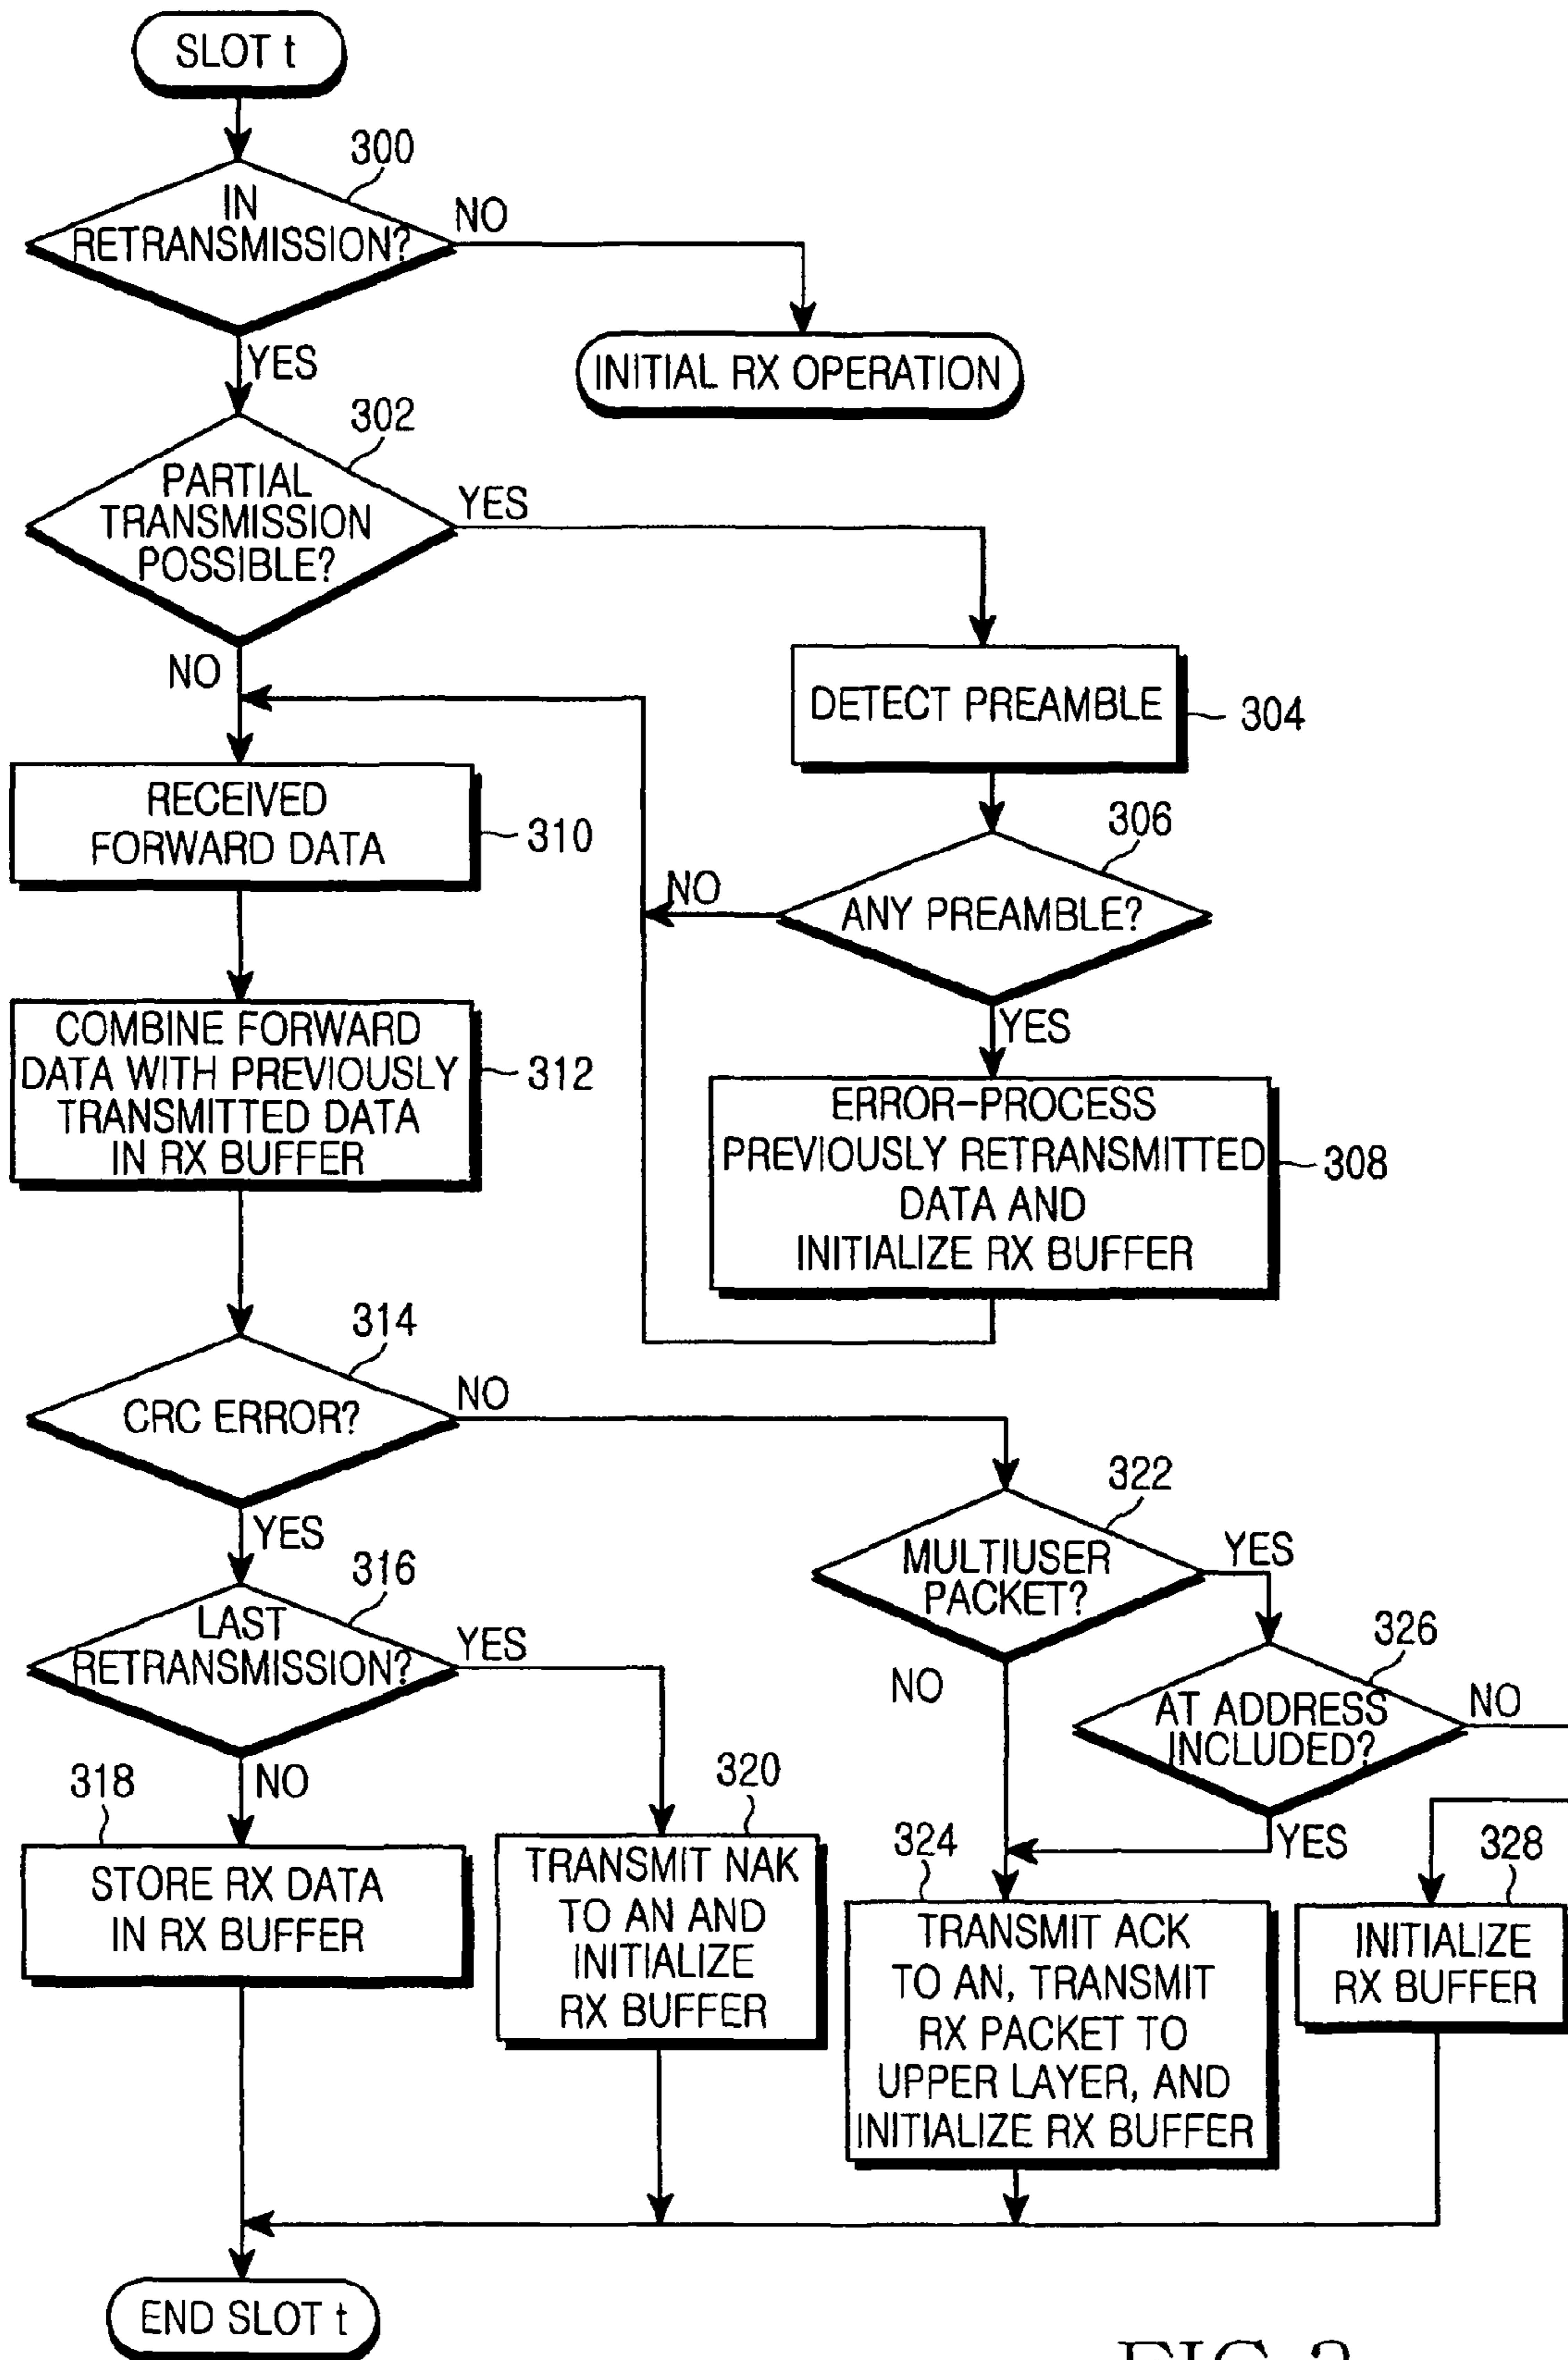 SLOT t
300
IN
RETRANSMISSION?
NO
INITIAL RX OPERATION
YES
302
PARTIAL
TRANSMISSION
POSSIBLE?
YES
NO
DETECT PREAMBLE
304
RECEIVED
FORWARD DATA
310
306
ANY PREAMBLE?
NO
YES
COMBINE FORWARD
DATA WITH PREVIOUSLY
TRANSMITTED DATA
IN RX BUFFER
312
ERROR-PROCESS
PREVIOUSLY RETRANSMITTED
DATA AND
INITIALIZE RX BUFFER
308
314
CRC ERROR?
NO
YES
322
MULTIUSER
PACKET?
YES
NO
316
LAST
RETRANSMISSION?
YES
NO
326
AT ADDRESS
INCLUDED?
NO
YES
318
STORE RX DATA
IN RX BUFFER
320
TRANSMIT NAK
TO AN AND
INITIALIZE
RX BUFFER
324
TRANSMIT ACK
TO AN, TRANSMIT
RX PACKET TO
UPPER LAYER, AND
INITIALIZE RX BUFFER
328
INITIALIZE
RX BUFFER
END SLOT t